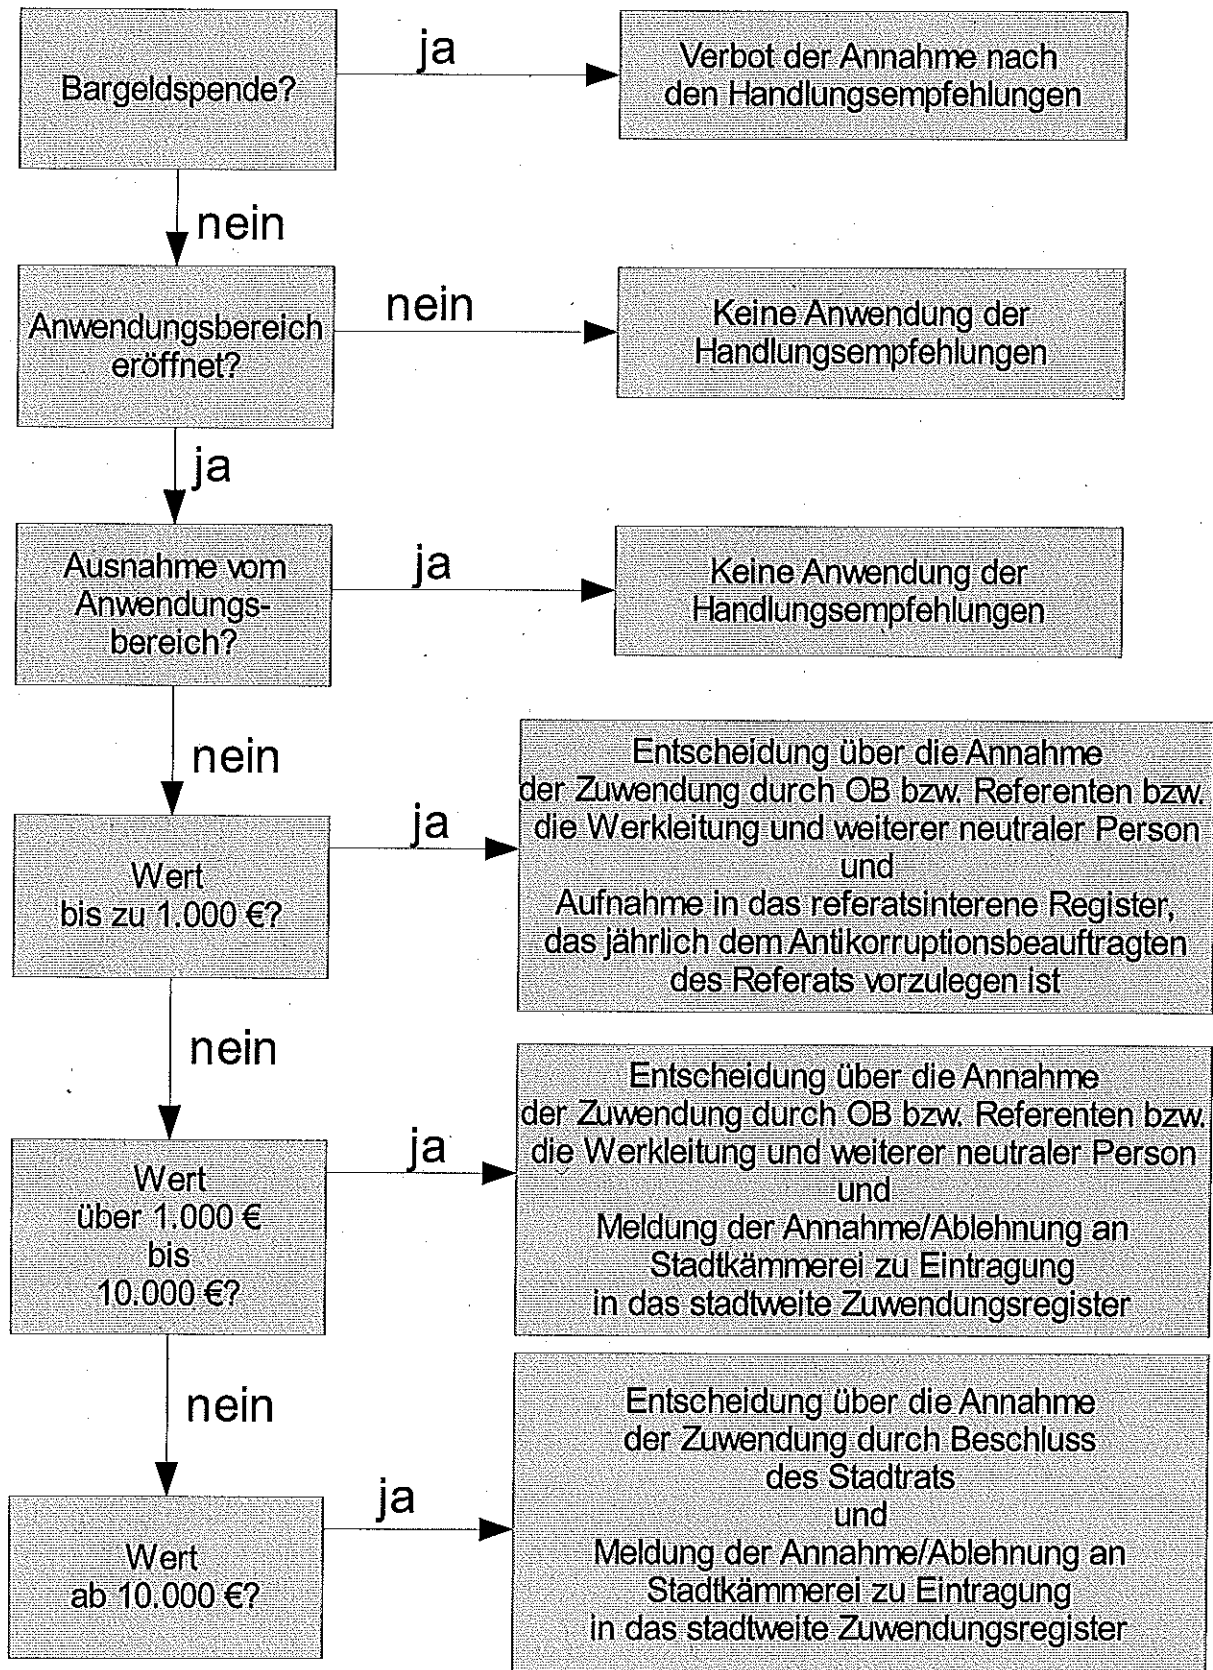 Bargeldspende?
ja
Verbot der Annahme nach
den Handlungsempfehlungen
nein
Anwendungsbereich
eröffnet?
nein
Keine Anwendung der
Handlungsempfehlungen
ja
Ausnahme vom
Anwendungs-
bereich?
ja
Keine Anwendung der
Handlungsempfehlungen
nein
Wert
bis zu 1.000 €?
ja
Entscheidung über die Annahme
der Zuwendung durch OB bzw. Referenten bzw.
die Werkleitung und weiterer neutraler Person
und
Aufnahme in das referatsinterene Register,
das jährlich dem Antikorruptionsbeauftragten
des Referats vorzulegen ist
nein
Wert
über 1.000 €
bis
10.000 €?
ja
Entscheidung über die Annahme
der Zuwendung durch OB bzw. Referenten bzw.
die Werkleitung und weiterer neutraler Person
und
Meldung der Annahme/Ablehnung an
Stadtkämmerei zu Eintragung
in das stadtweite Zuwendungsregister
nein
Wert
ab 10.000 €?
ja
Entscheidung über die Annahme
der Zuwendung durch Beschluss
des Stadtrats
und
Meldung der Annahme/Ablehnung an
Stadtkämmerei zu Eintragung
in das stadtweite Zuwendungsregister